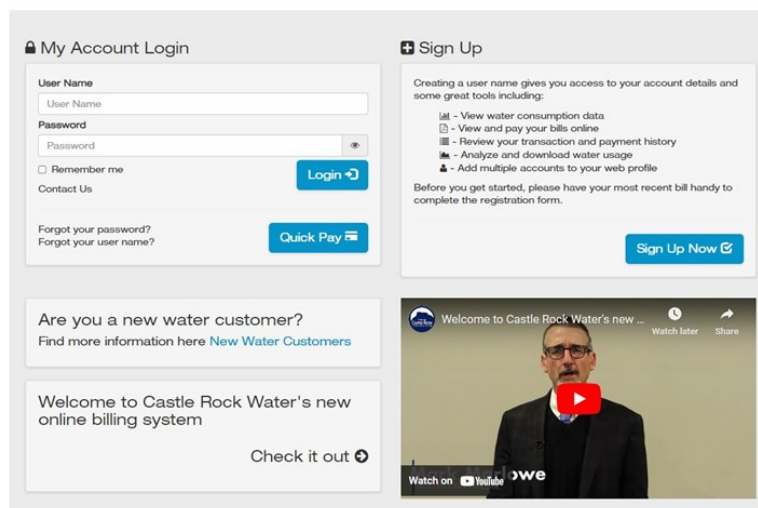 My Account Login
User Name
User Name
Password
Password
Remember me
Login
Contact Us
Forgot your password?
Forgot your user name?
Quick Pay
Sign Up
Creating a user name gives you access to your account details and
some great tools including:
- View water consumption data
- View and pay your bills online
- Review your transaction and payment history
- Analyze and download water usage
- Add multiple accounts to your web profile
Before you get started, please have your most recent bill handy to
complete the registration form.
Sign Up Now
Are you a new water customer?
Find more information here New Water Customers
Welcome to Castle Rock Water's new
online billing system
Check it out
Welcome to Castle Rock Water's new ...
Watch later
Share
Watch on YouTube